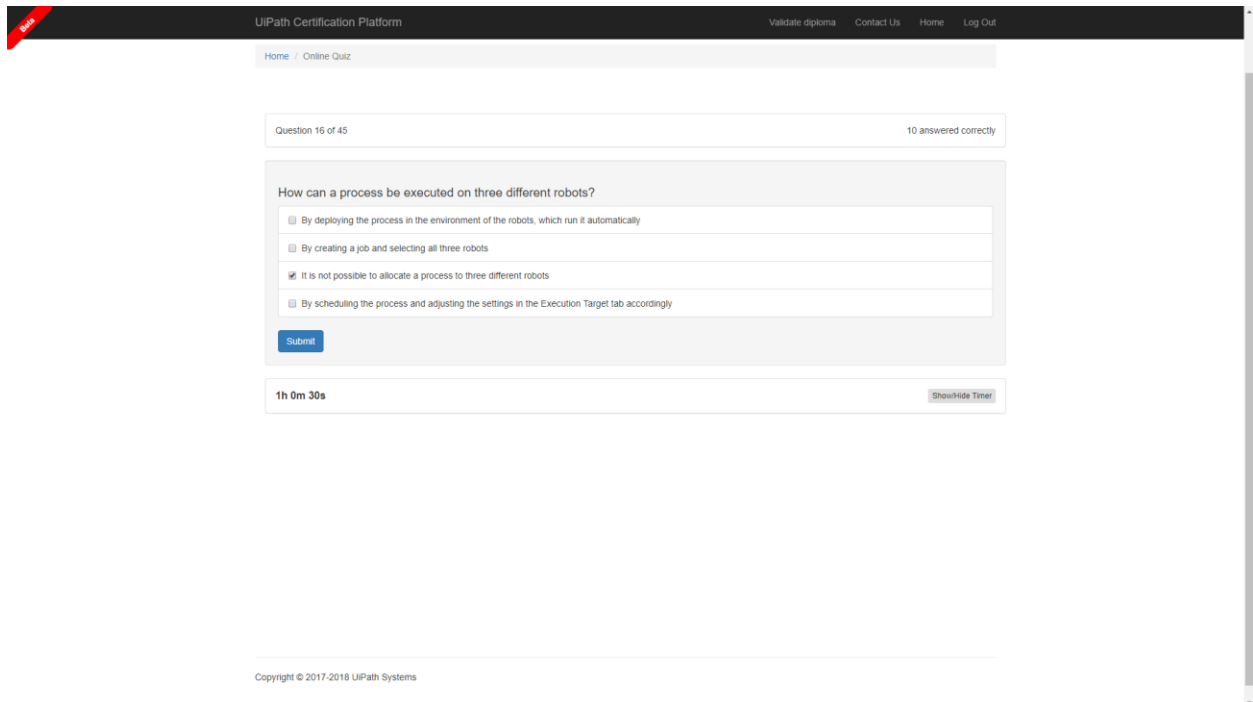 Beta
UiPath Certification Platform Validate diploma Contact Us Home Log Out
Home / Online Quiz
Question 16 of 45 10 answered correctly
How can a process be executed on three different robots?
By deploying the process in the environment of the robots, which run it automatically
By creating a job and selecting all three robots
It is not possible to allocate a process to three different robots
By scheduling the process and adjusting the settings in the Execution Target tab accordingly
Submit
1h 0m 30s Show/Hide Timer
Copyright © 2017-2018 UiPath Systems